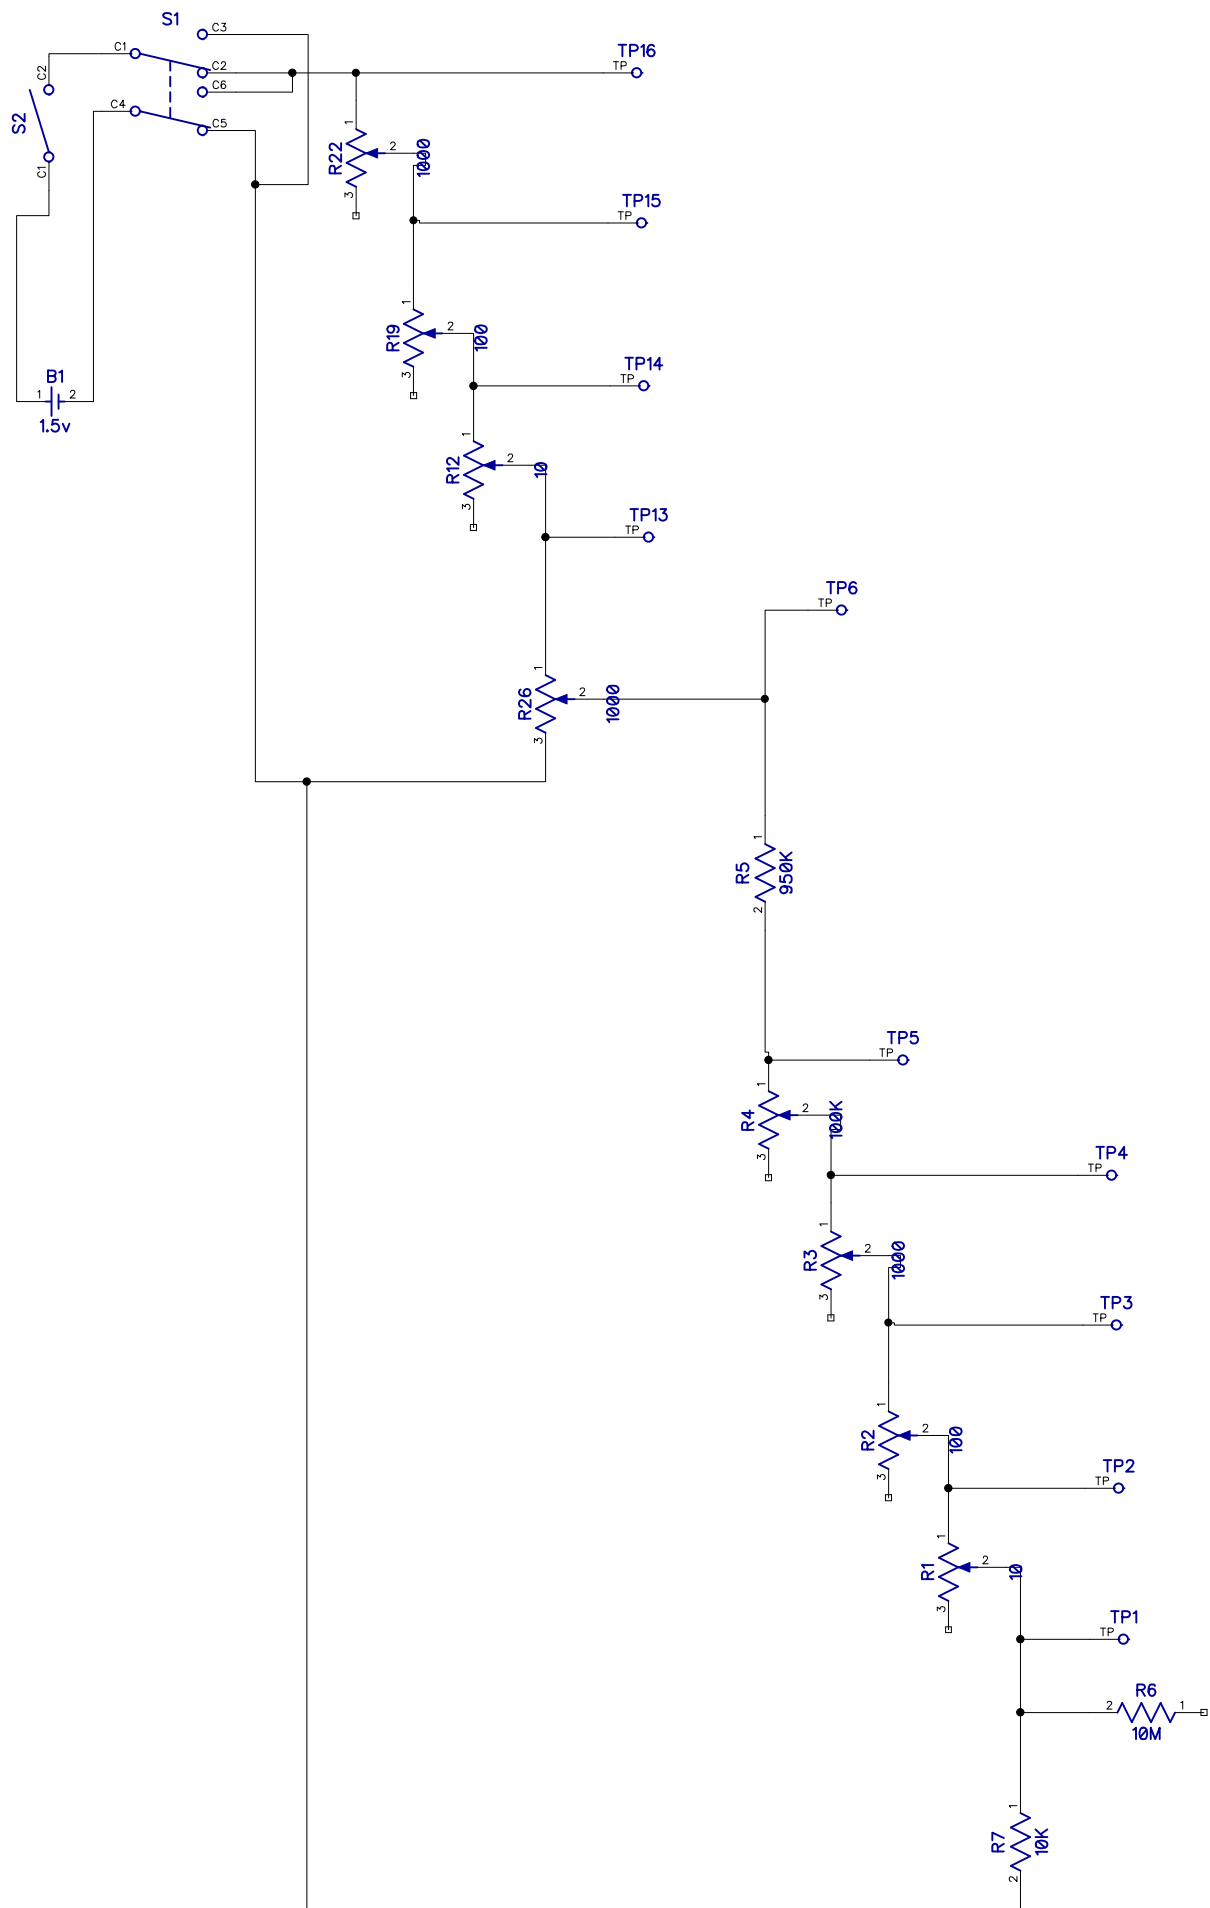 S1
C3
C1
C2
C6
C4
C5
C2
S2
C1
TP16
TP
1
R22
2
1000
3
TP15
TP
1
R19
2
100
3
B1
1
2
1.5v
TP14
TP
1
R12
2
10
3
TP13
TP
TP6
TP
1
R26
2
1000
3
1
R5
950K
2
TP5
TP
1
R4
2
100K
3
TP4
TP
1
R3
2
1000
3
TP3
TP
1
R2
2
100
3
TP2
TP
1
R1
2
10
3
TP1
TP
R6
2
1
10M
1
R7
10K
2